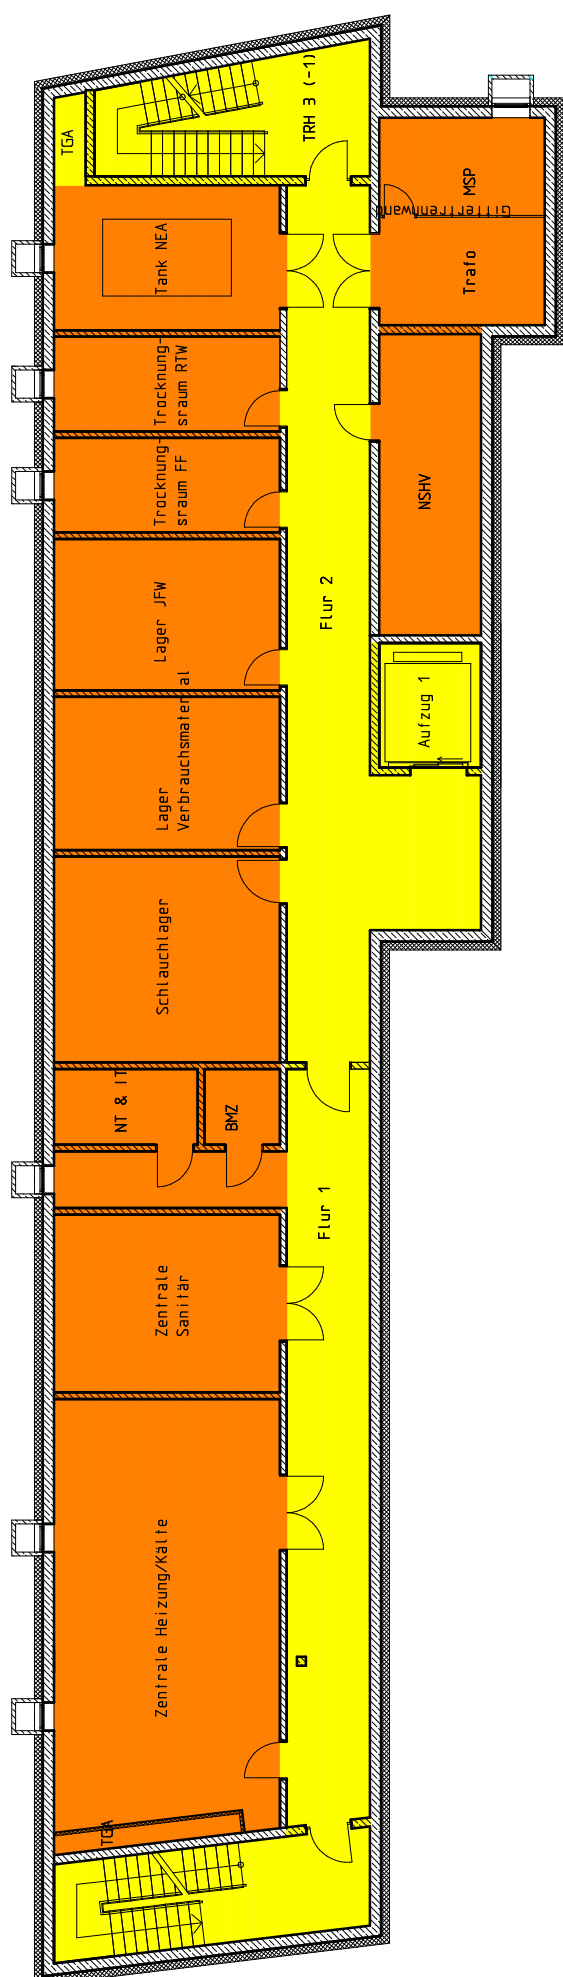 TGA
TRH 3 (-1)
MSP
Gittertrennwand
Tank NEA
Trafo
Trocknung-
sraum RTW
Trocknung-
sraum FF
NSHV
Lager JFW
Flur 2
Lager
Verbrauchsmaterial
Aufzug 1
Schlauchlager
NT & IT
BMZ
Flur 1
Zentrale
Sanitär
Zentrale Heizung/Kälte
TGA